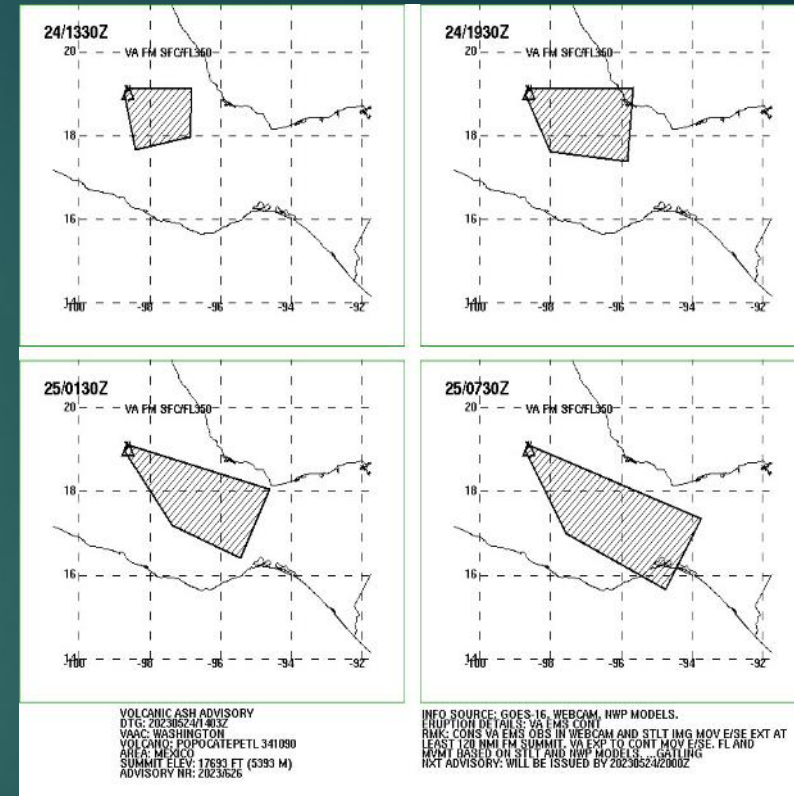 24/1330Z
VA FM SFC/FL350
20
18
16
14
-100
-98
-96
-94
-92
24/1930Z
VA FM SFC/FL350
20
18
16
14
-100
-98
-96
-94
-92
25/0130Z
VA FM SFC/FL350
20
18
16
14
-100
-98
-96
-94
-92
25/0730Z
VA FM SFC/FL350
20
18
16
14
-100
-98
-96
-94
-92
VOLCANIC ASH ADVISORY
DTG: 20230524/1403Z
VAAC: WASHINGTON
VOLCANO: POPOCATEPETL 341090
AREA: MEXICO
SUMMIT ELEV: 17693 FT (5393 M)
ADVISORY NR: 2023/626
INFO SOURCE: GOES-16, WEBCAM, NWP MODELS.
ERUPTION DETAILS: VA EMS CONT
RMK: CONS VA EMS OBS IN WEBCAM AND STLT IMG MOV E/SE EXT AT
LEAST 120 NMI FM SUMMIT. VA EXP TO CONT MOV E/SE. FL AND
MVMT BASED ON STLT AND NWP MODELS. ...GATLING
NXT ADVISORY: WILL BE ISSUED BY 20230524/2000Z